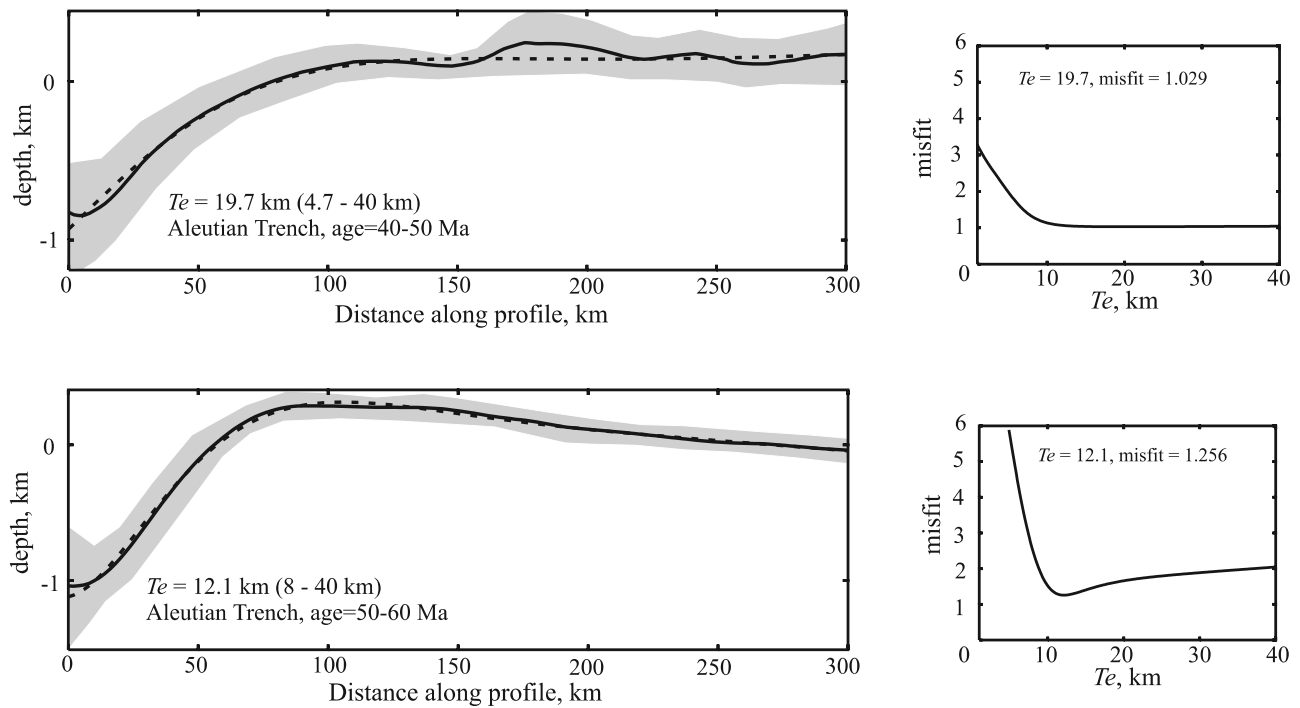 depth, km
0
-1
Te = 19.7 km (4.7 - 40 km)
Aleutian Trench, age=40-50 Ma
0 50 100 150 200 250 300
Distance along profile, km
misfit
6
5
4
3
2
1
0
Te = 19.7, misfit = 1.029
10 20 30 40
Te, km
depth, km
0
-1
Te = 12.1 km (8 - 40 km)
Aleutian Trench, age=50-60 Ma
0 50 100 150 200 250 300
Distance along profile, km
misfit
6
5
4
3
2
1
0
Te = 12.1, misfit = 1.256
10 20 30 40
Te, km